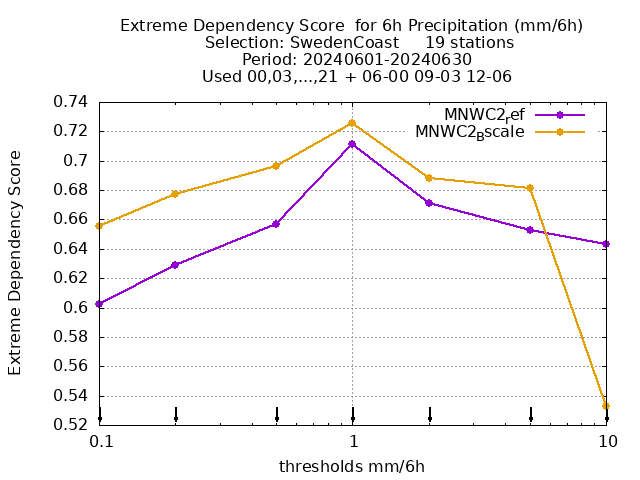 Extreme Dependency Score  for 6h Precipitation (mm/6h)
Selection: SwedenCoast     19 stations
Period: 20240601-20240630
Used 00,03,...,21 + 06-00 09-03 12-06
MNWC2_ref
MNWC2_Bscale
Extreme Dependency Score
0.74
0.72
0.7
0.68
0.66
0.64
0.62
0.6
0.58
0.56
0.54
0.52
0.1
1
10
thresholds mm/6h